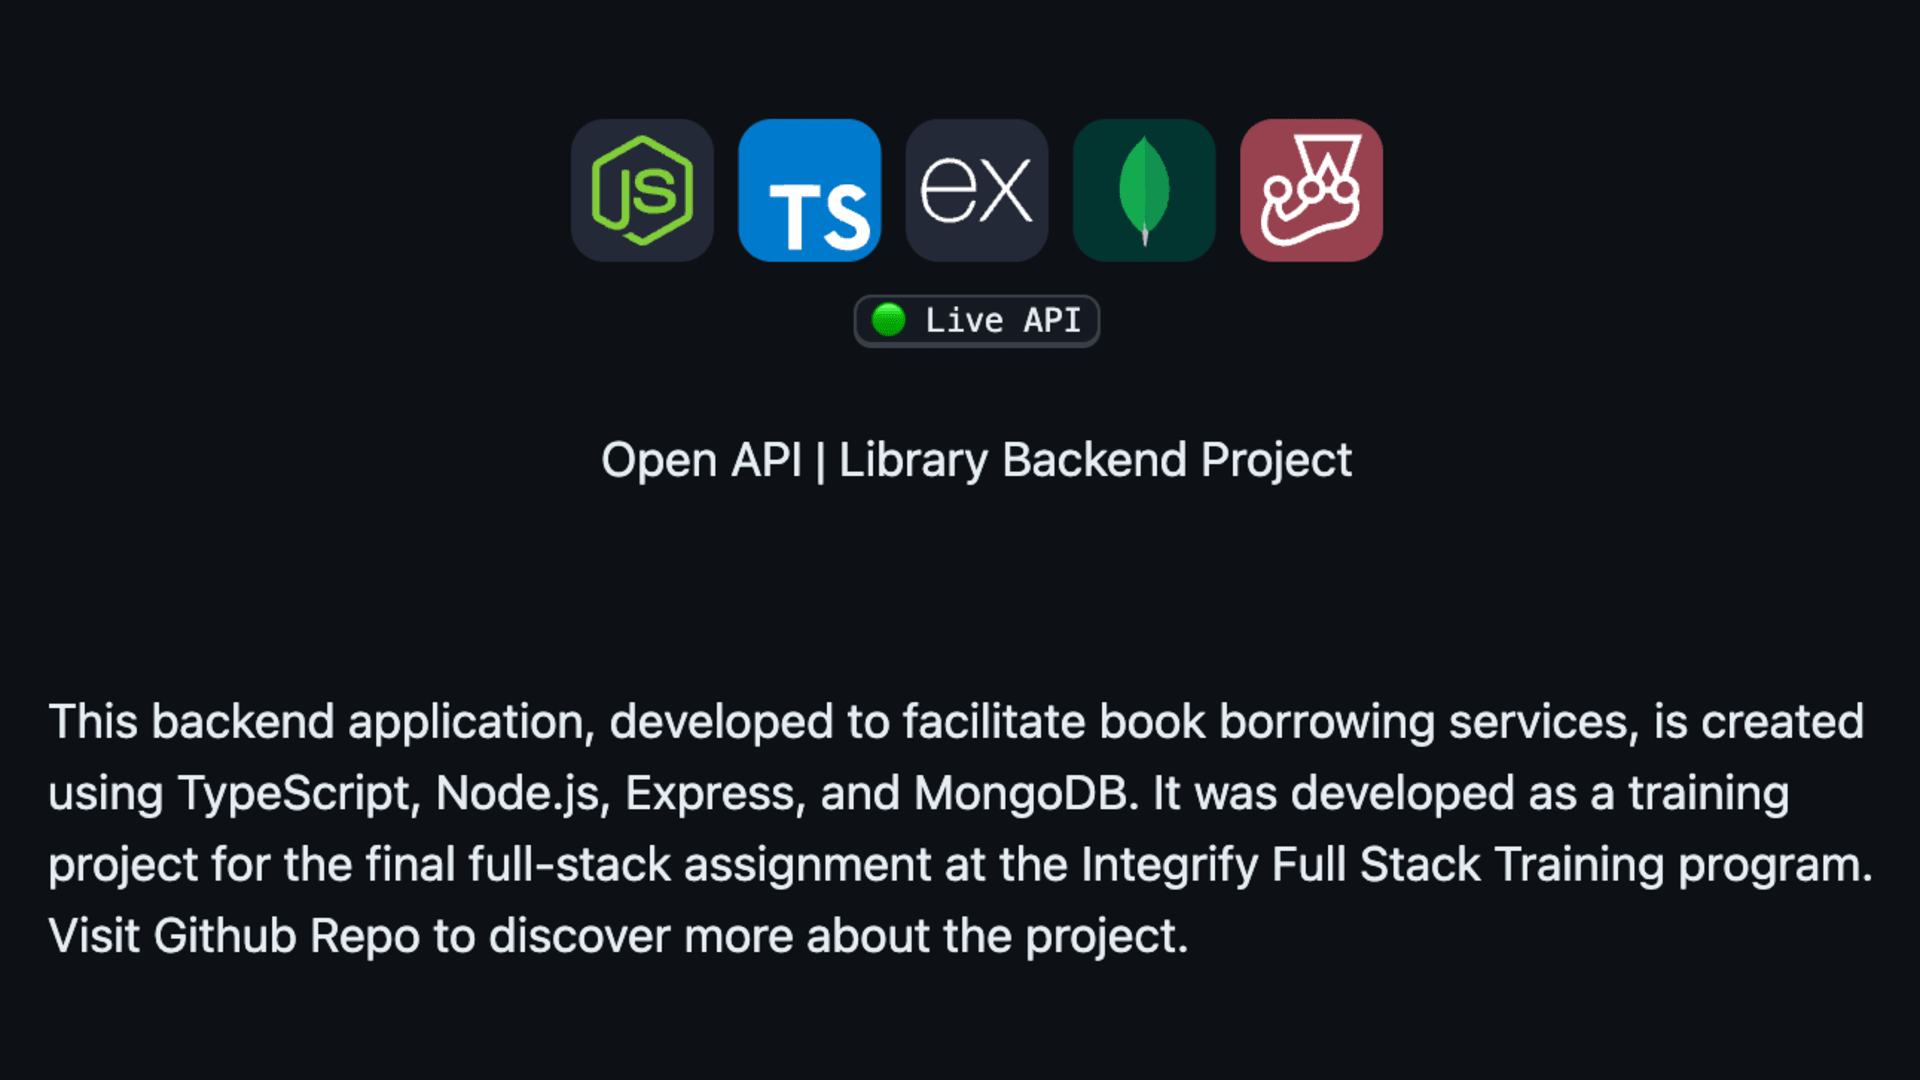 JS
TS
ex
Live API
Open API | Library Backend Project
This backend application, developed to facilitate book borrowing services, is created
using TypeScript, Node.js, Express, and MongoDB. It was developed as a training
project for the final full-stack assignment at the Integrify Full Stack Training program.
Visit Github Repo to discover more about the project.